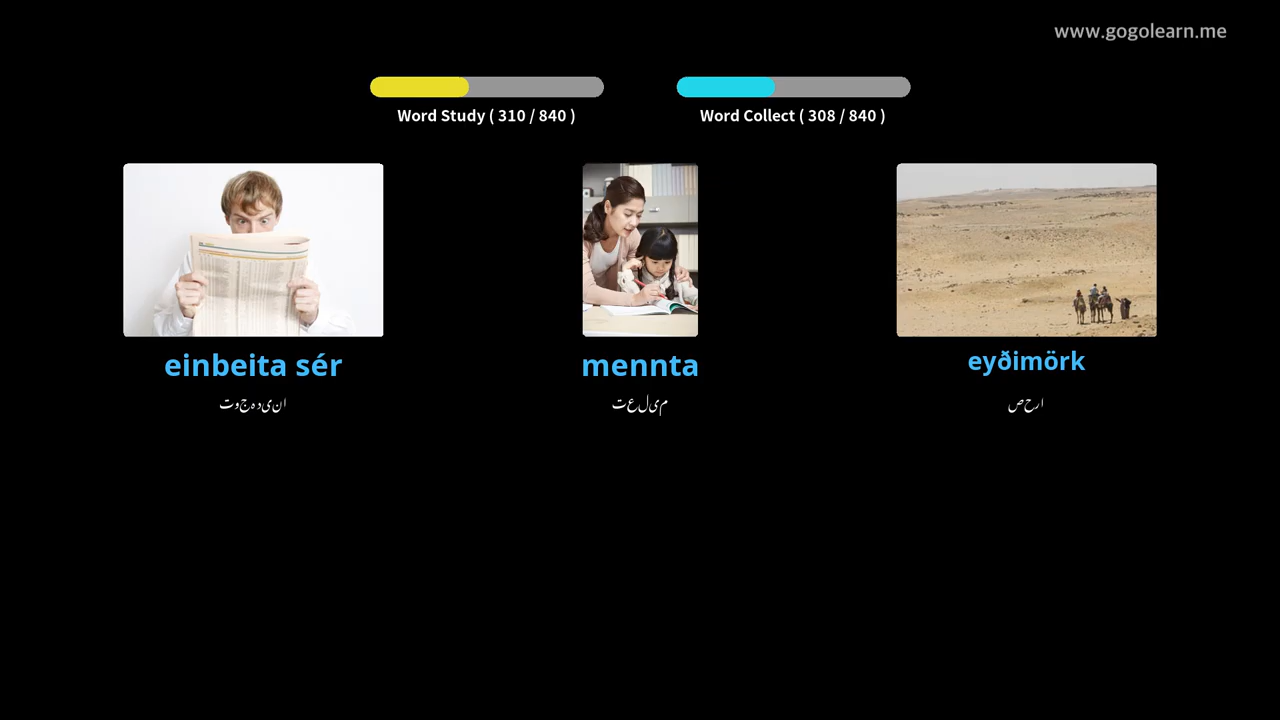 www.gogolearn.me
Word Study ( 310 / 840 )
Word Collect ( 308 / 840 )
einbeita sér
توجہ دینا
mennta
تعلیم
eyðimörk
صحرا